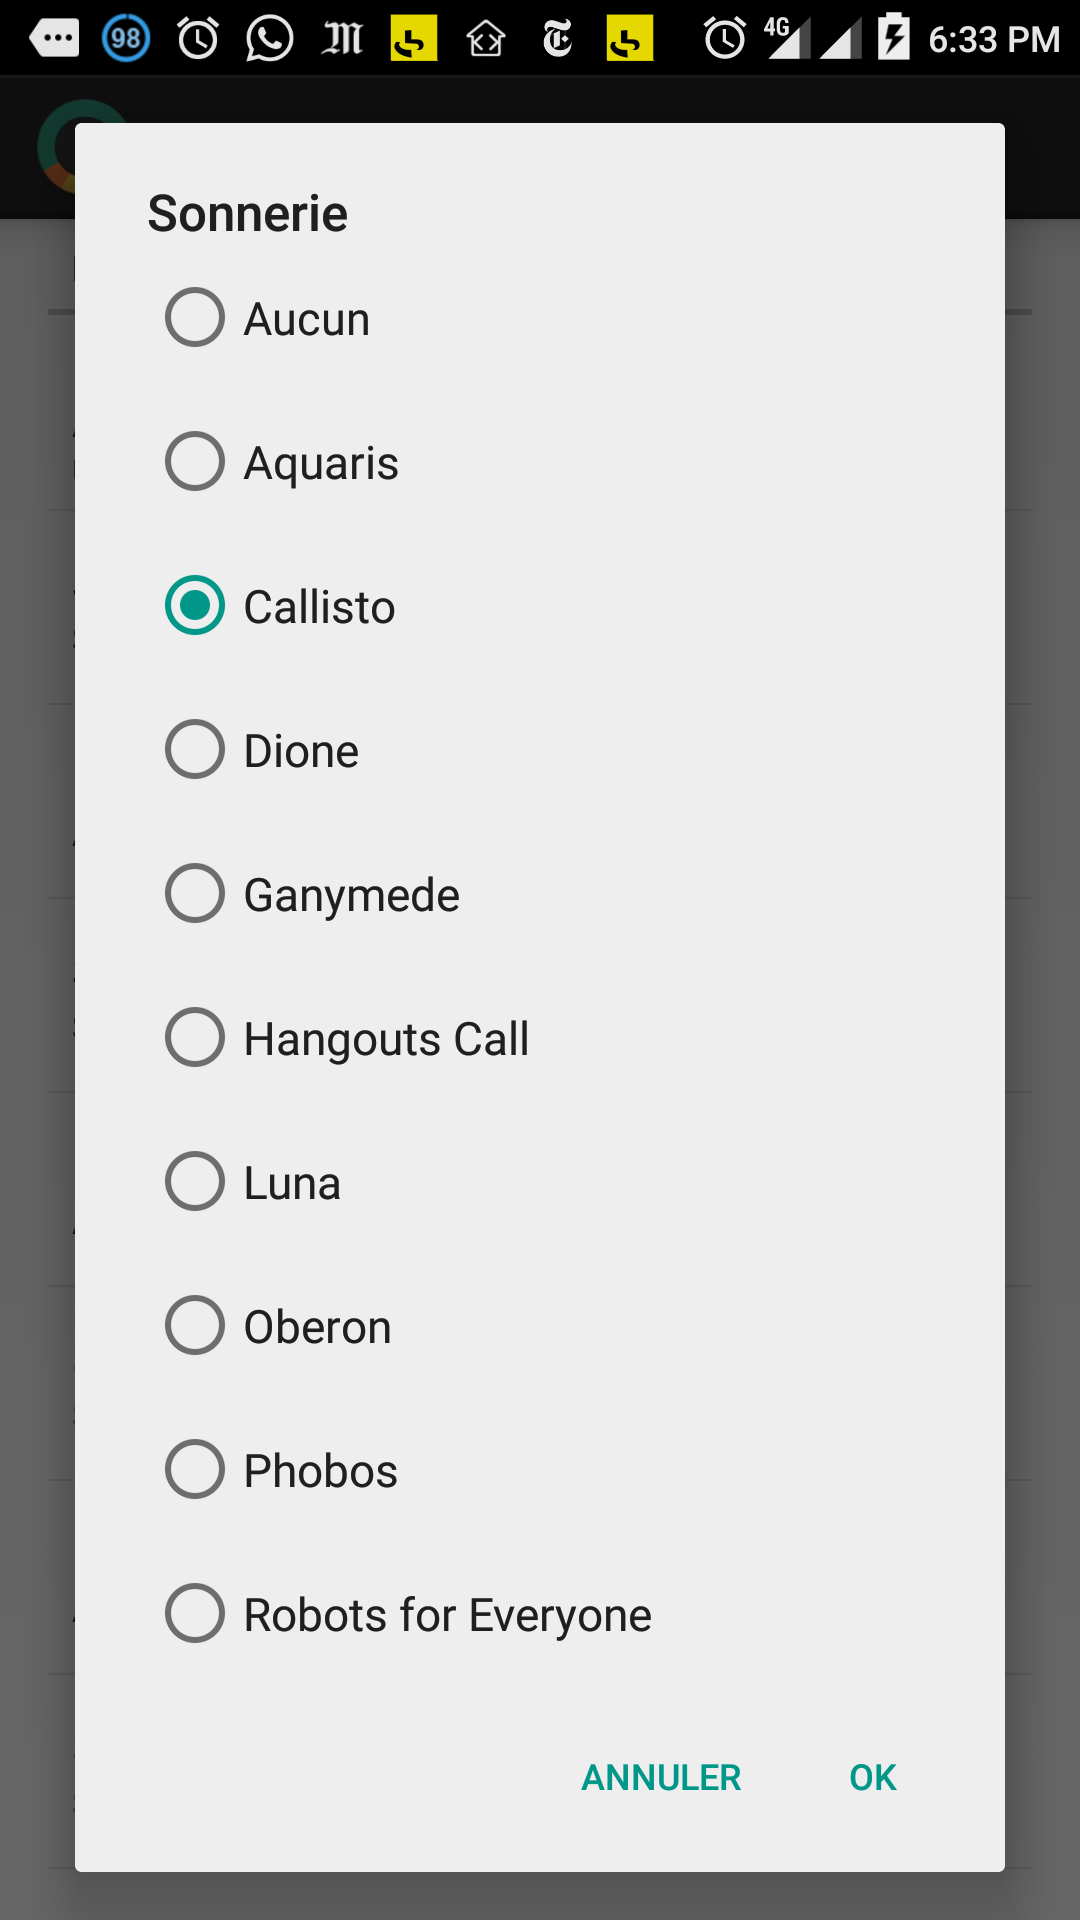 98 4G 6:33 PM
Sonnerie
Aucun
Aquaris
Callisto
Dione
Ganymede
Hangouts Call
Luna
Oberon
Phobos
Robots for Everyone
ANNULER OK